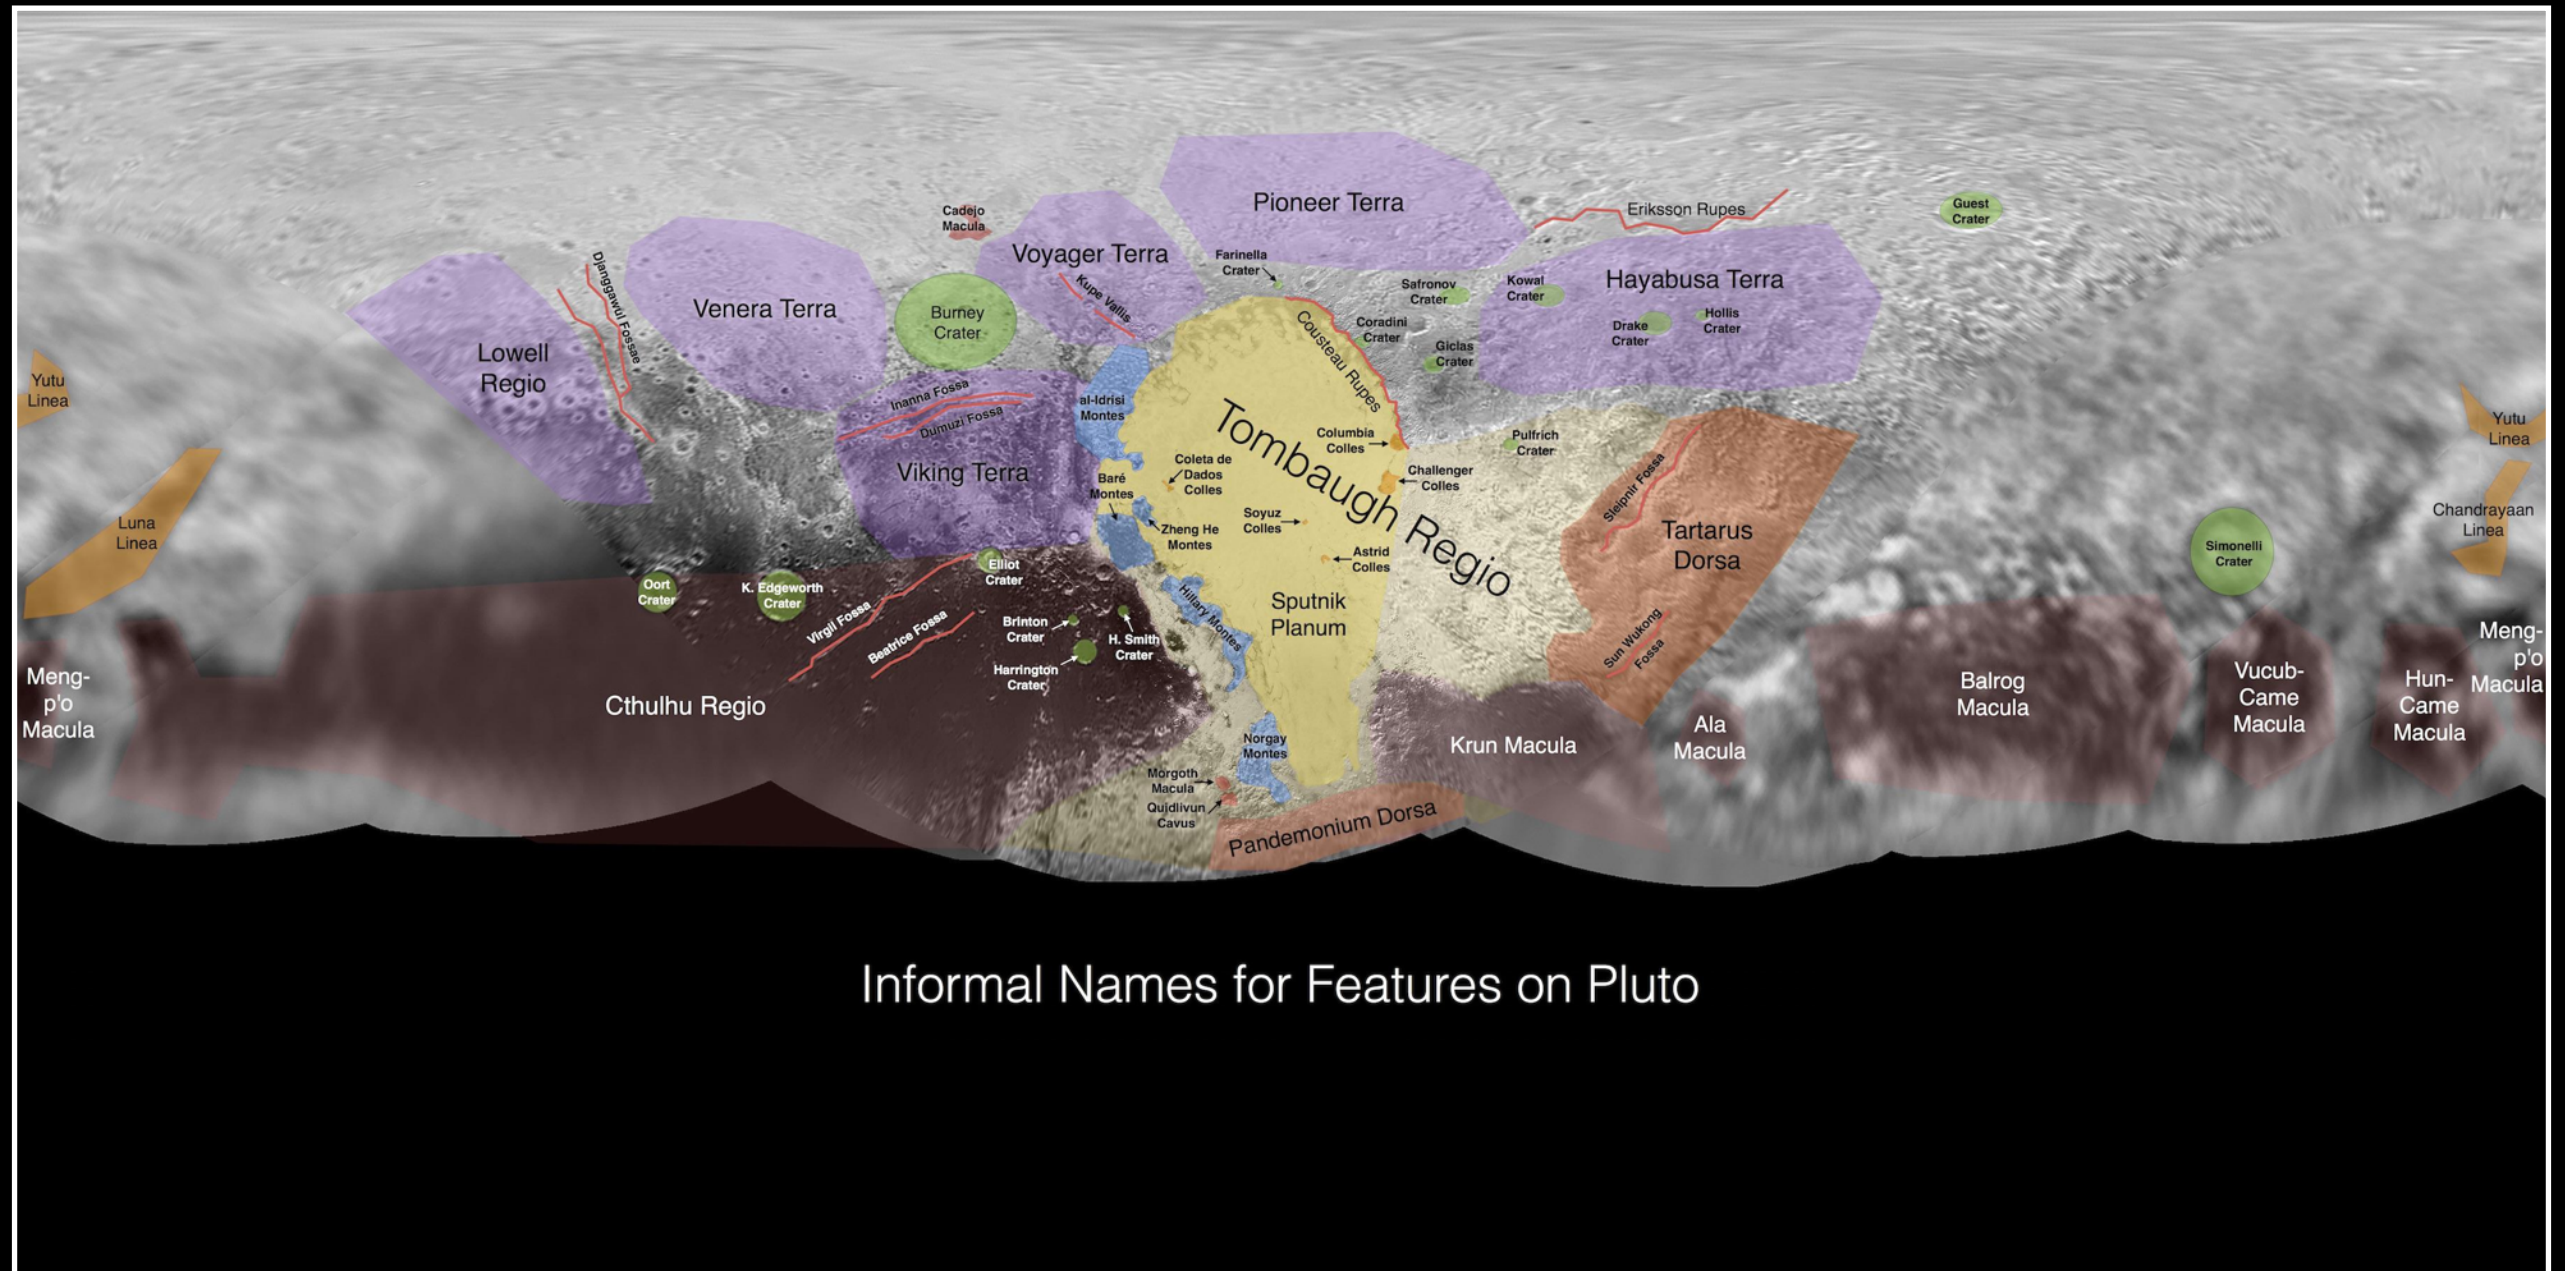 Pioneer Terra
Cadejo
Macula
Eriksson Rupes
Guest
Crater
Voyager Terra
Farinella
Crater
Djanggawul Fossae
Venera Terra
Burney
Crater
Kupe Vallis
Safronov
Crater
Kowal
Crater
Hayabusa Terra
Drake
Crater
Hollis
Crater
Lowell
Regio
Cousteau Rupes
Coradini
Crater
Giclas
Crater
Yutu
Linea
Inanna Fossa
Dumuzi Fossa
al-Idrisi
Montes
Tombaugh Regio
Columbia
Colles
Pulfrich
Crater
Yutu
Linea
Viking Terra
Baré
Montes
Coleta de
Dados
Colles
Challenger
Colles
Sleipnir Fossa
Luna
Linea
Zheng He
Montes
Soyuz
Colles
Astrid
Colles
Tartarus
Dorsa
Simonelli
Crater
Chandrayaan
Linea
Oort
Crater
K. Edgeworth
Crater
Elliot
Crater
Virgil Fossa
Beatrice Fossa
Brinton
Crater
H. Smith
Crater
Harrington
Crater
Hillary Montes
Sputnik
Planum
Sun Wukong
Fossa
Meng-
p'o
Macula
Cthulhu Regio
Norgay
Montes
Krun Macula
Ala
Macula
Balrog
Macula
Vucub-
Came
Macula
Hun-
Came
Macula
Meng-
p'o
Macula
Morgoth
Macula
Quidlivun
Cavus
Pandemonium Dorsa
Informal Names for Features on Pluto